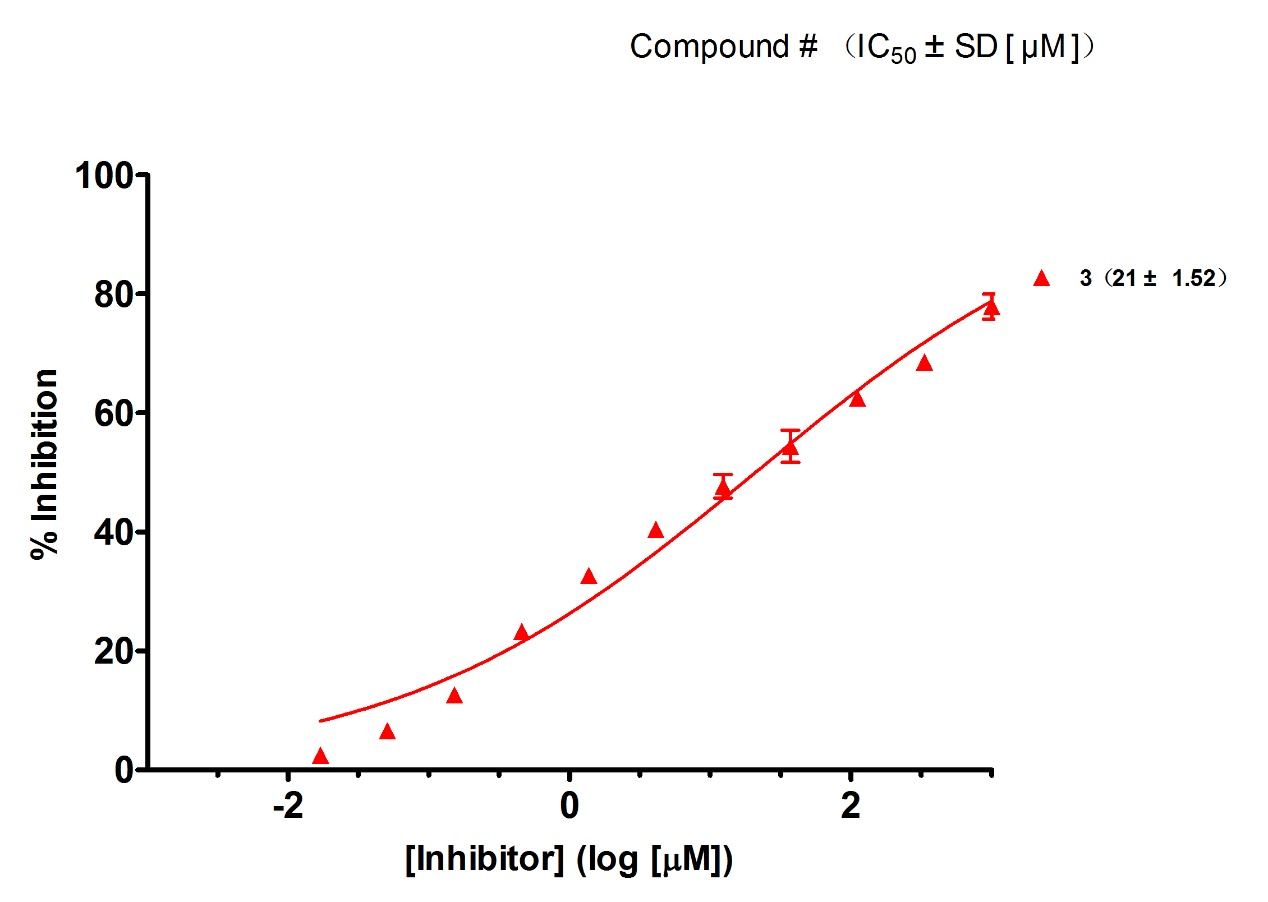 Compound # （IC50 ± SD [ µM ]）
100
80
60
40
20
0
% Inhibition
3（21 ± 1.52）
-2
0
2
[Inhibitor] (log [µM])